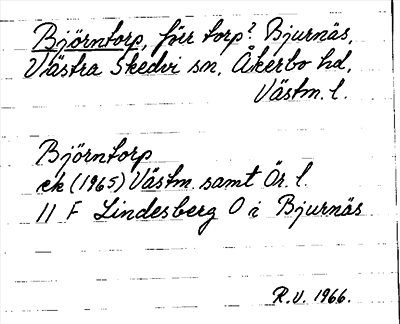 Björntorp, förr torp? Bjurnäs,
Västra Skedvi sn, Åkerbo hd,
Västm. l.
Björntorp
ek (1965) Västm. samt Ör. l.
11 F Lindesberg O i Bjurnäs
R.V. 1966.